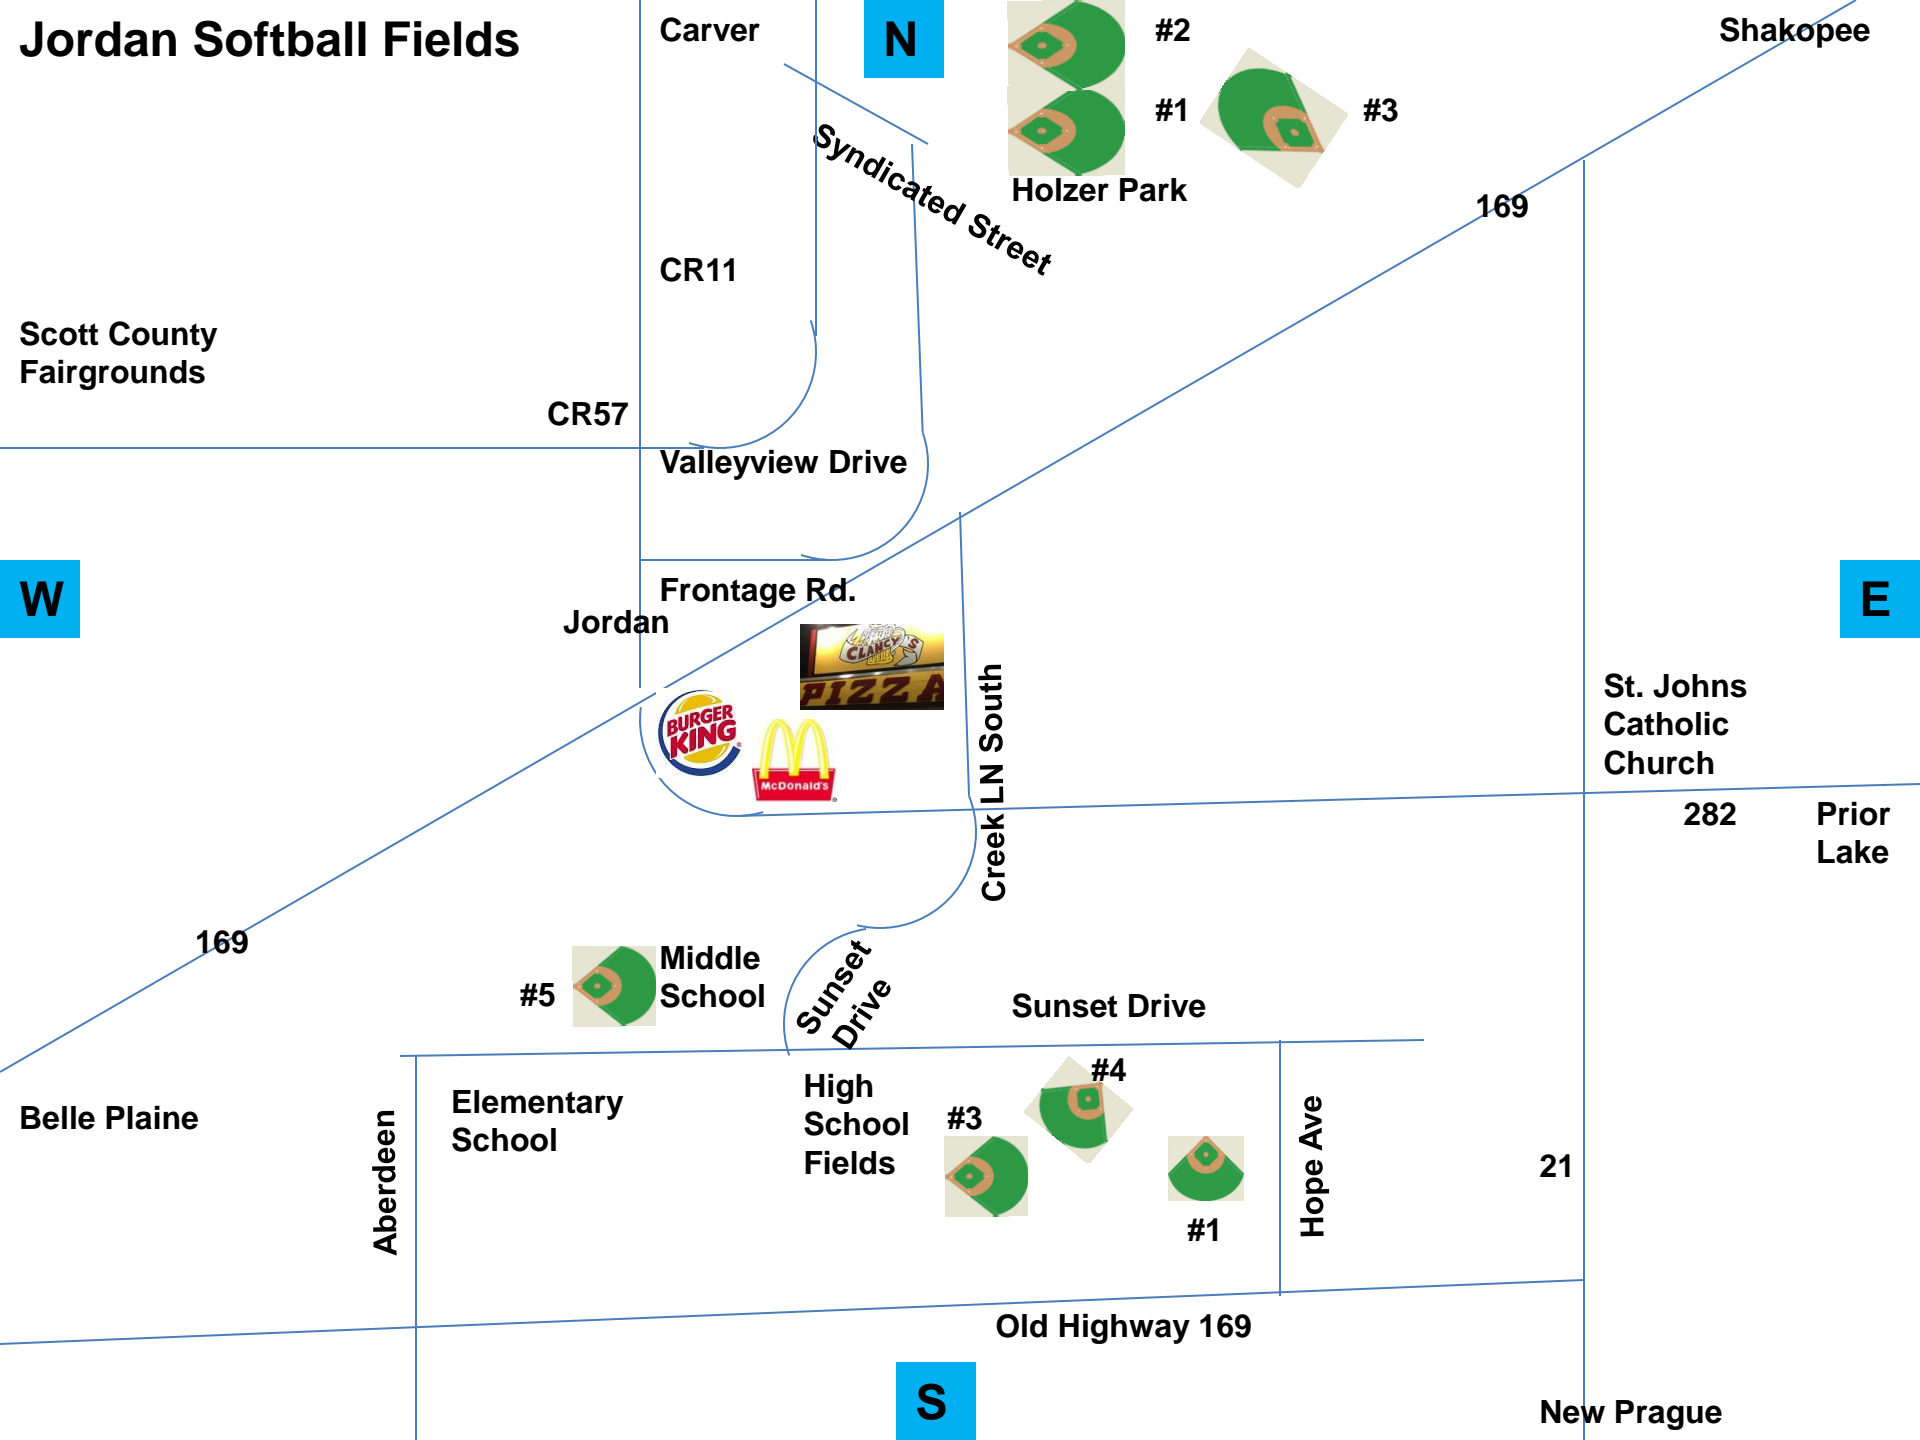 Jordan Softball Fields
Carver
N
#2
Shakopee
#1
#3
Syndicated Street
Holzer Park
169
CR11
Scott County
Fairgrounds
CR57
Valleyview Drive
W
Frontage Rd.
E
Jordan
CLANCY'S
PIZZA
BURGER
KING
McDonald's
Creek LN South
St. Johns
Catholic
Church
282
Prior
Lake
169
#5
Middle
School
Sunset
Drive
Sunset Drive
Belle Plaine
Aberdeen
Elementary
School
High
School
Fields
#3
#4
#1
Hope Ave
21
Old Highway 169
S
New Prague